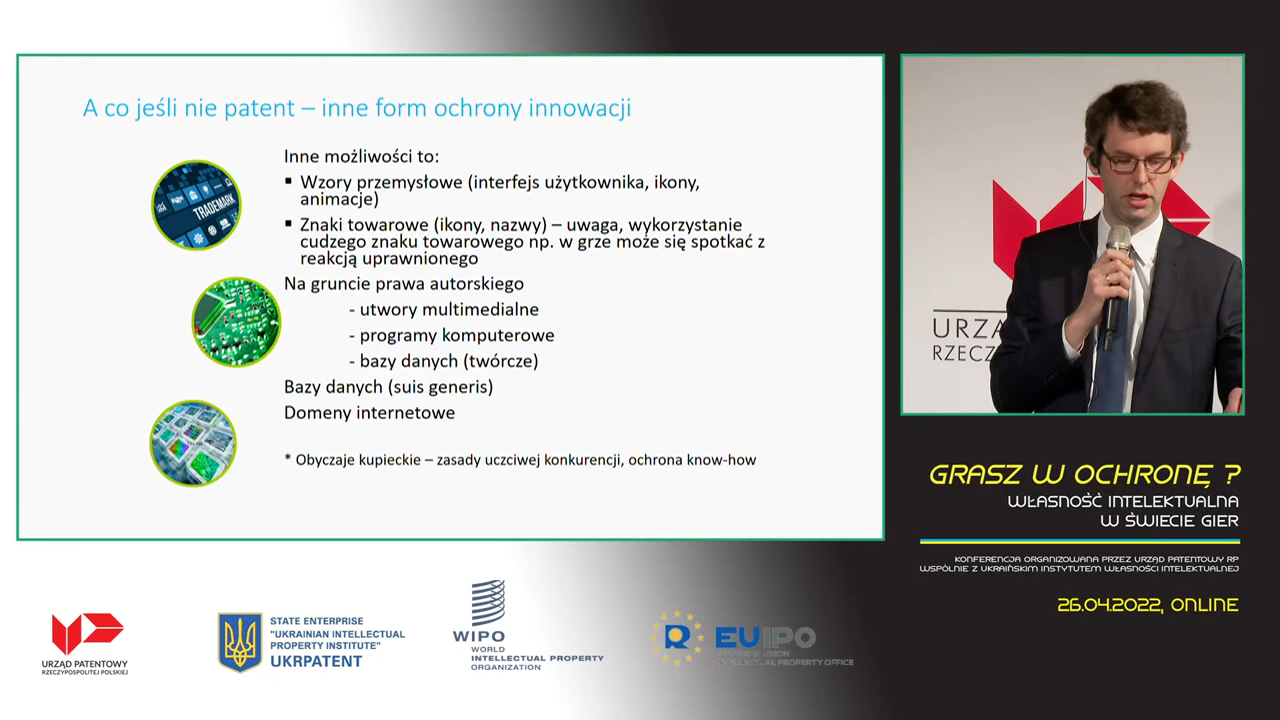 A co jeśli nie patent – inne form ochrony innowacji
Inne możliwości to:
▪ Wzory przemysłowe (interfejs użytkownika, ikony,
animacje)
▪ Znaki towarowe (ikony, nazwy) – uwaga, wykorzystanie
cudzego znaku towarowego np. w grze może się spotkać z
reakcją uprawnionego
Na gruncie prawa autorskiego
- utwory multimedialne
- programy komputerowe
- bazy danych (twórcze)
Bazy danych (suis generis)
Domeny internetowe
* Obyczaje kupieckie – zasady uczciwej konkurencji, ochrona know-how
TRADEMARK
URZĄ
RZECZ
GRASZ W OCHRONĘ ?
WŁASNOŚĆ INTELEKTUALNA
W ŚWIECIE GIER
KONFERENCJA ORGANIZOWANA PRZEZ URZĄD PATENTOWY RP
WSPÓLNIE Z UKRAIŃSKIM INSTYTUTEM WŁASNOŚCI INTELEKTUALNEJ
26.04.2022, ONLINE
URZĄD PATENTOWY
RZECZYPOSPOLITEJ POLSKIEJ
STATE ENTERPRISE
"UKRAINIAN INTELLECTUAL
PROPERTY INSTITUTE"
UKRPATENT
WIPO
WORLD
INTELLECTUAL PROPERTY
ORGANIZATION
R
EUIPO
EUROPEAN UNION
INTELLECTUAL PROPERTY OFFICE